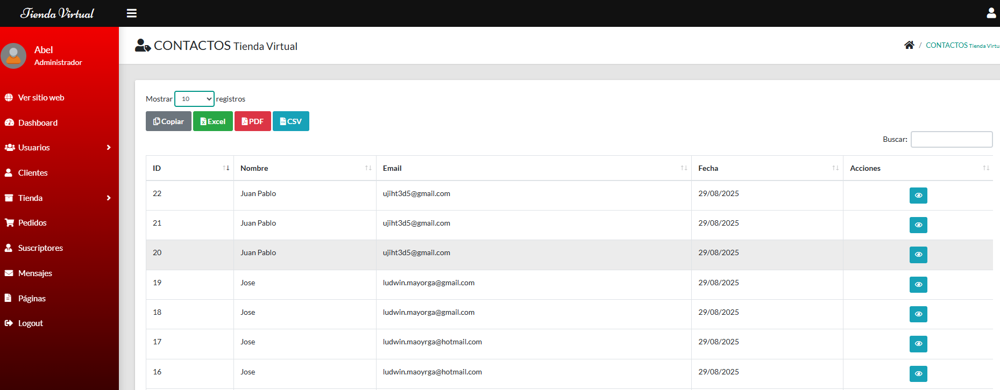 Tienda Virtual
Abel
Administrador
Ver sitio web
Dashboard
Usuarios
Clientes
Tienda
Pedidos
Suscriptores
Mensajes
Páginas
Logout
CONTACTOS Tienda Virtual
/ CONTACTOS Tienda Virtu
Mostrar 10 registros
Copiar Excel PDF CSV
Buscar:
ID Nombre Email Fecha Acciones
22 Juan Pablo ujiht3d5@gmail.com 29/08/2025
21 Juan Pablo ujiht3d5@gmail.com 29/08/2025
20 Juan Pablo ujiht3d5@gmail.com 29/08/2025
19 Jose ludwin.mayorga@gmail.com 29/08/2025
18 Jose ludwin.mayorga@gmail.com 29/08/2025
17 Jose ludwin.maoyrga@hotmail.com 29/08/2025
16 Jose ludwin.maoyrga@hotmail.com 29/08/2025